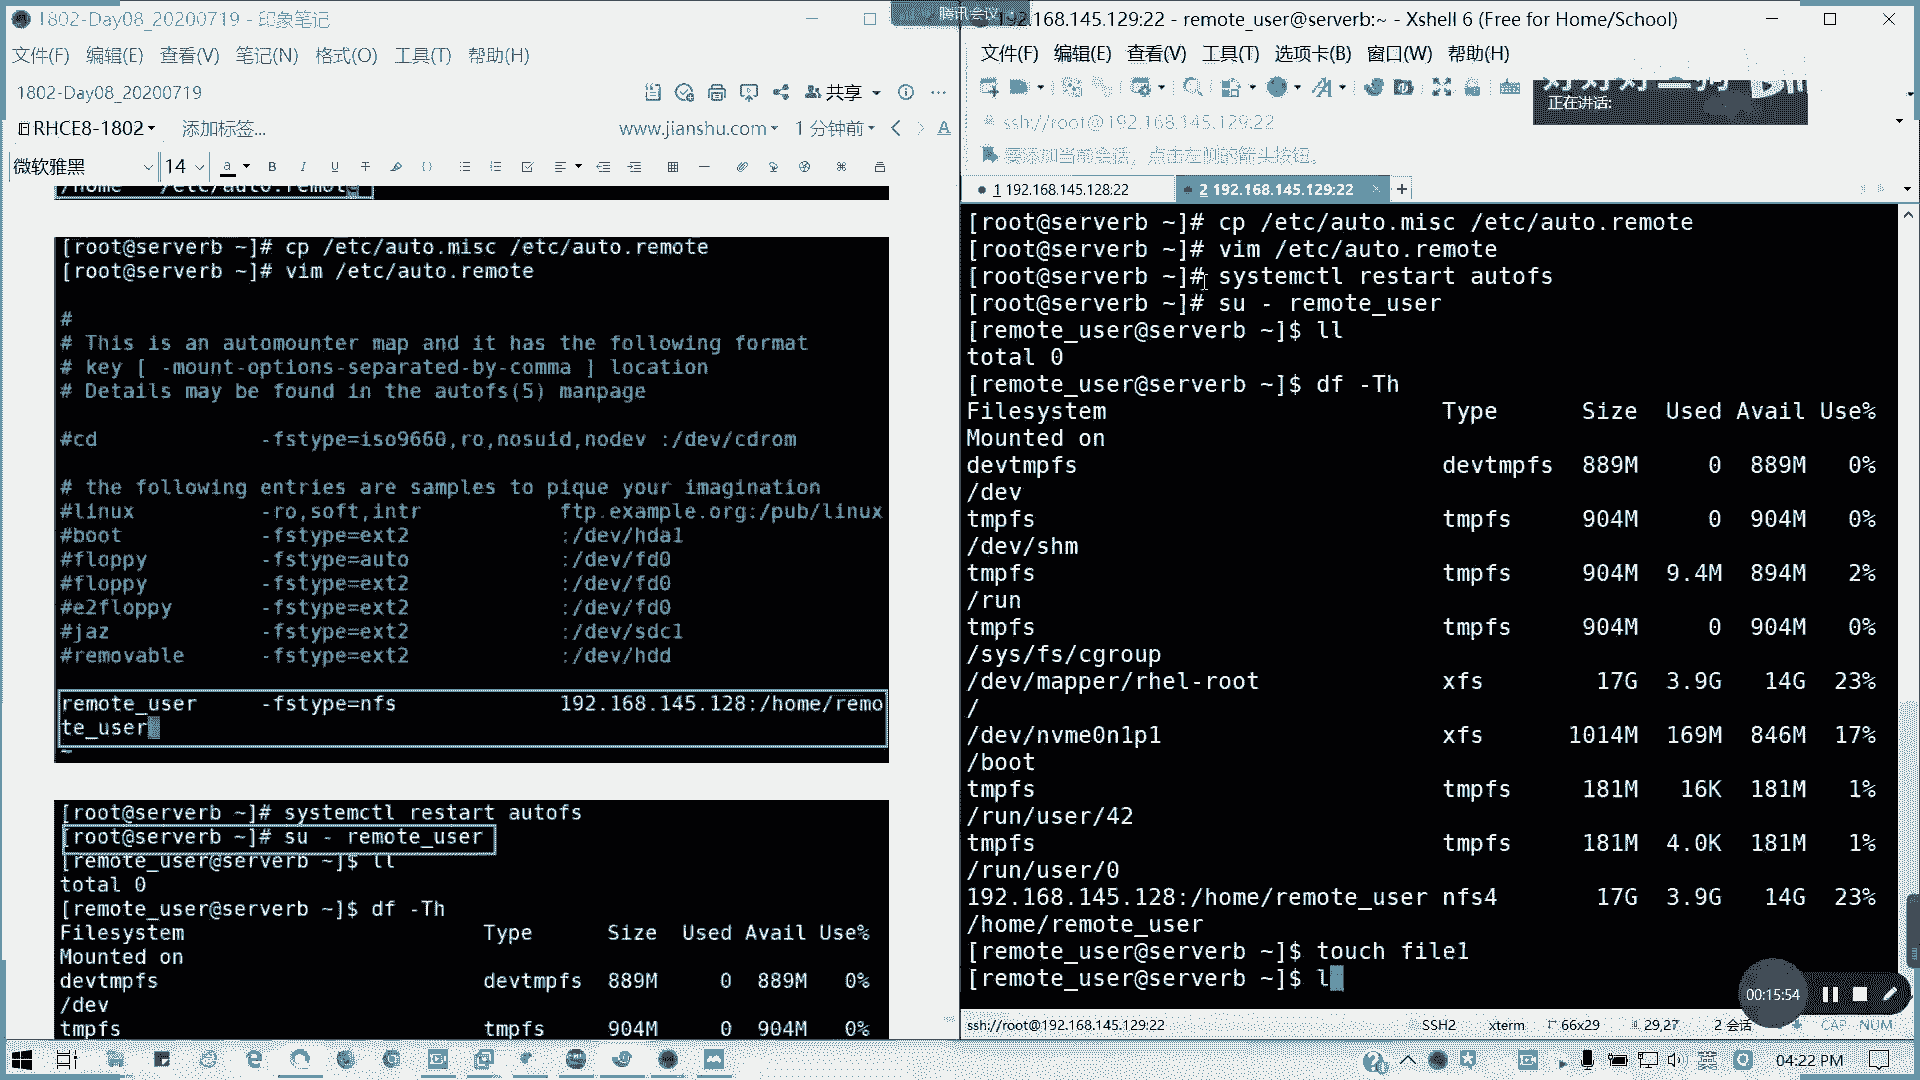 1802-Day08_20200719 - 印象笔记
文件(F) 编辑(E) 查看(V) 笔记(N) 格式(O) 工具(T) 帮助(H)
1802-Day08_20200719
共享
RHCE8-1802
添加标签...
www.jianshu.com
1 分钟前
微软雅黑
14
/home /etc/auto.remote
[root@serverb ~]# cp /etc/auto.misc /etc/auto.remote
[root@serverb ~]# vim /etc/auto.remote
#
# This is an automounter map and it has the following format
# key [ -mount-options-separated-by-comma ] location
# Details may be found in the autofs(5) manpage
#cd -fstype=iso9660,ro,nosuid,nodev :/dev/cdrom
# the following entries are samples to pique your imagination
#linux -ro,soft,intr ftp.example.org:/pub/linux
#boot -fstype=ext2 :/dev/hda1
#floppy -fstype=auto :/dev/fd0
#floppy -fstype=ext2 :/dev/fd0
#e2floppy -fstype=ext2 :/dev/fd0
#jaz -fstype=ext2 :/dev/sdc1
#removable -fstype=ext2 :/dev/hdd
remote_user -fstype=nfs 192.168.145.128:/home/remo
te_user
[root@serverb ~]# systemctl restart autofs
[root@serverb ~]# su - remote_user
[remote_user@serverb ~]$ ll
total 0
[remote_user@serverb ~]$ df -Th
Filesystem Type Size Used Avail Use%
Mounted on
devtmpfs devtmpfs 889M 0 889M 0%
/dev
tmpfs tmpfs 904M 0 904M 0%
腾讯会议
192.168.145.129:22 - remote_user@serverb:~ - Xshell 6 (Free for Home/School)
文件(F) 编辑(E) 查看(V) 工具(T) 选项卡(B) 窗口(W) 帮助(H)
正在讲话:
ssh://root@192.168.145.129:22
要添加当前会话，点击左侧的箭头按钮。
1 192.168.145.128:22
2 192.168.145.129:22
[root@serverb ~]# cp /etc/auto.misc /etc/auto.remote
[root@serverb ~]# vim /etc/auto.remote
[root@serverb ~]# systemctl restart autofs
[root@serverb ~]# su - remote_user
[remote_user@serverb ~]$ ll
total 0
[remote_user@serverb ~]$ df -Th
Filesystem Type Size Used Avail Use%
Mounted on
devtmpfs devtmpfs 889M 0 889M 0%
/dev
tmpfs tmpfs 904M 0 904M 0%
/dev/shm
tmpfs tmpfs 904M 9.4M 894M 2%
/run
tmpfs tmpfs 904M 0 904M 0%
/sys/fs/cgroup
/dev/mapper/rhel-root xfs 17G 3.9G 14G 23%
/
/dev/nvme0n1p1 xfs 1014M 169M 846M 17%
/boot
tmpfs tmpfs 181M 16K 181M 1%
/run/user/42
tmpfs tmpfs 181M 4.0K 181M 1%
/run/user/0
192.168.145.128:/home/remote_user nfs4 17G 3.9G 14G 23%
/home/remote_user
[remote_user@serverb ~]$ touch file1
[remote_user@serverb ~]$ l
00:15:54
ssh://root@192.168.145.129:22
SSH2
xterm
66x29
29,27
2 会话
CAP NUM
04:22 PM